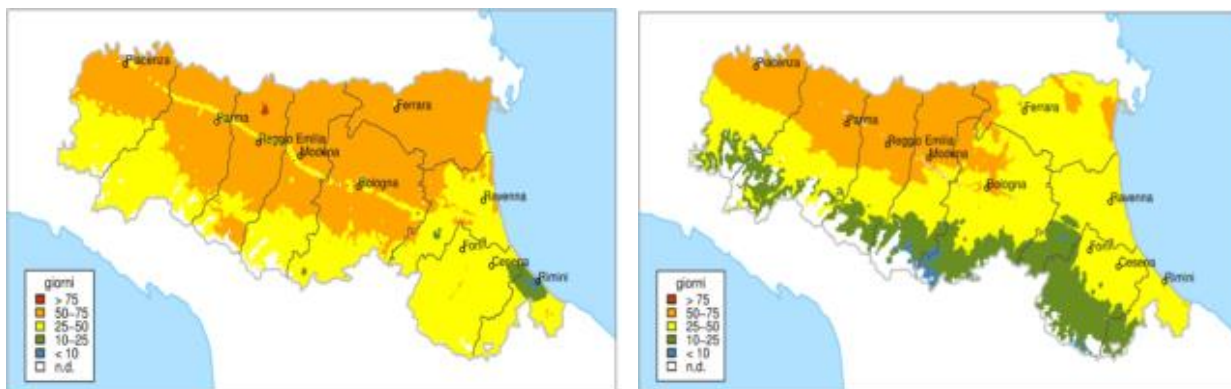 Piacenza
Parma
Reggio Emilia
Modena
Ferrara
Bologna
Ravenna
Forlì
Cesena
Rimini
giorni
> 75
50–75
25–50
10–25
< 10
n.d.
Piacenza
Parma
Reggio Emilia
Modena
Ferrara
Bologna
Ravenna
Forlì
Cesena
Rimini
giorni
> 75
50–75
25–50
10–25
< 10
n.d.